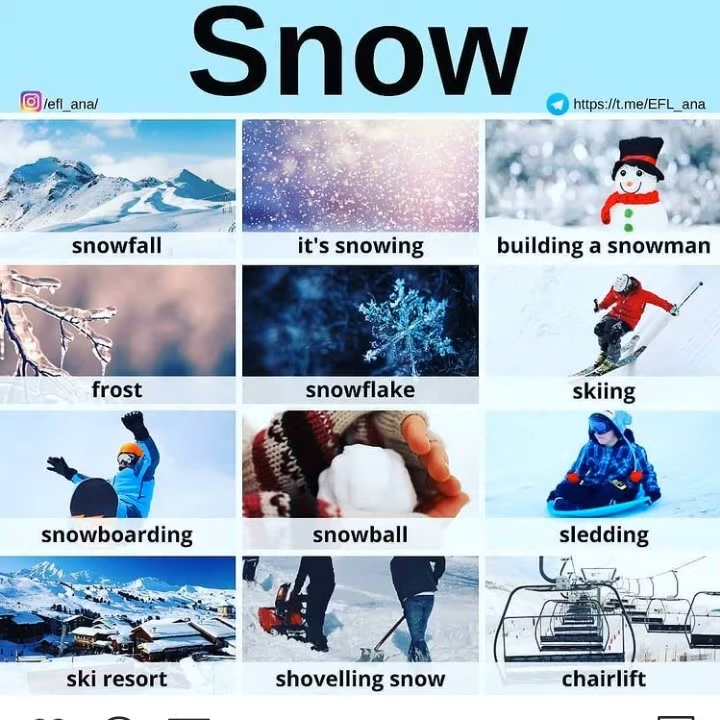 Snow
/efl_ana/
https://t.me/EFL_ana
snowfall
it's snowing
building a snowman
frost
snowflake
skiing
snowboarding
snowball
sledding
ski resort
shovelling snow
chairlift